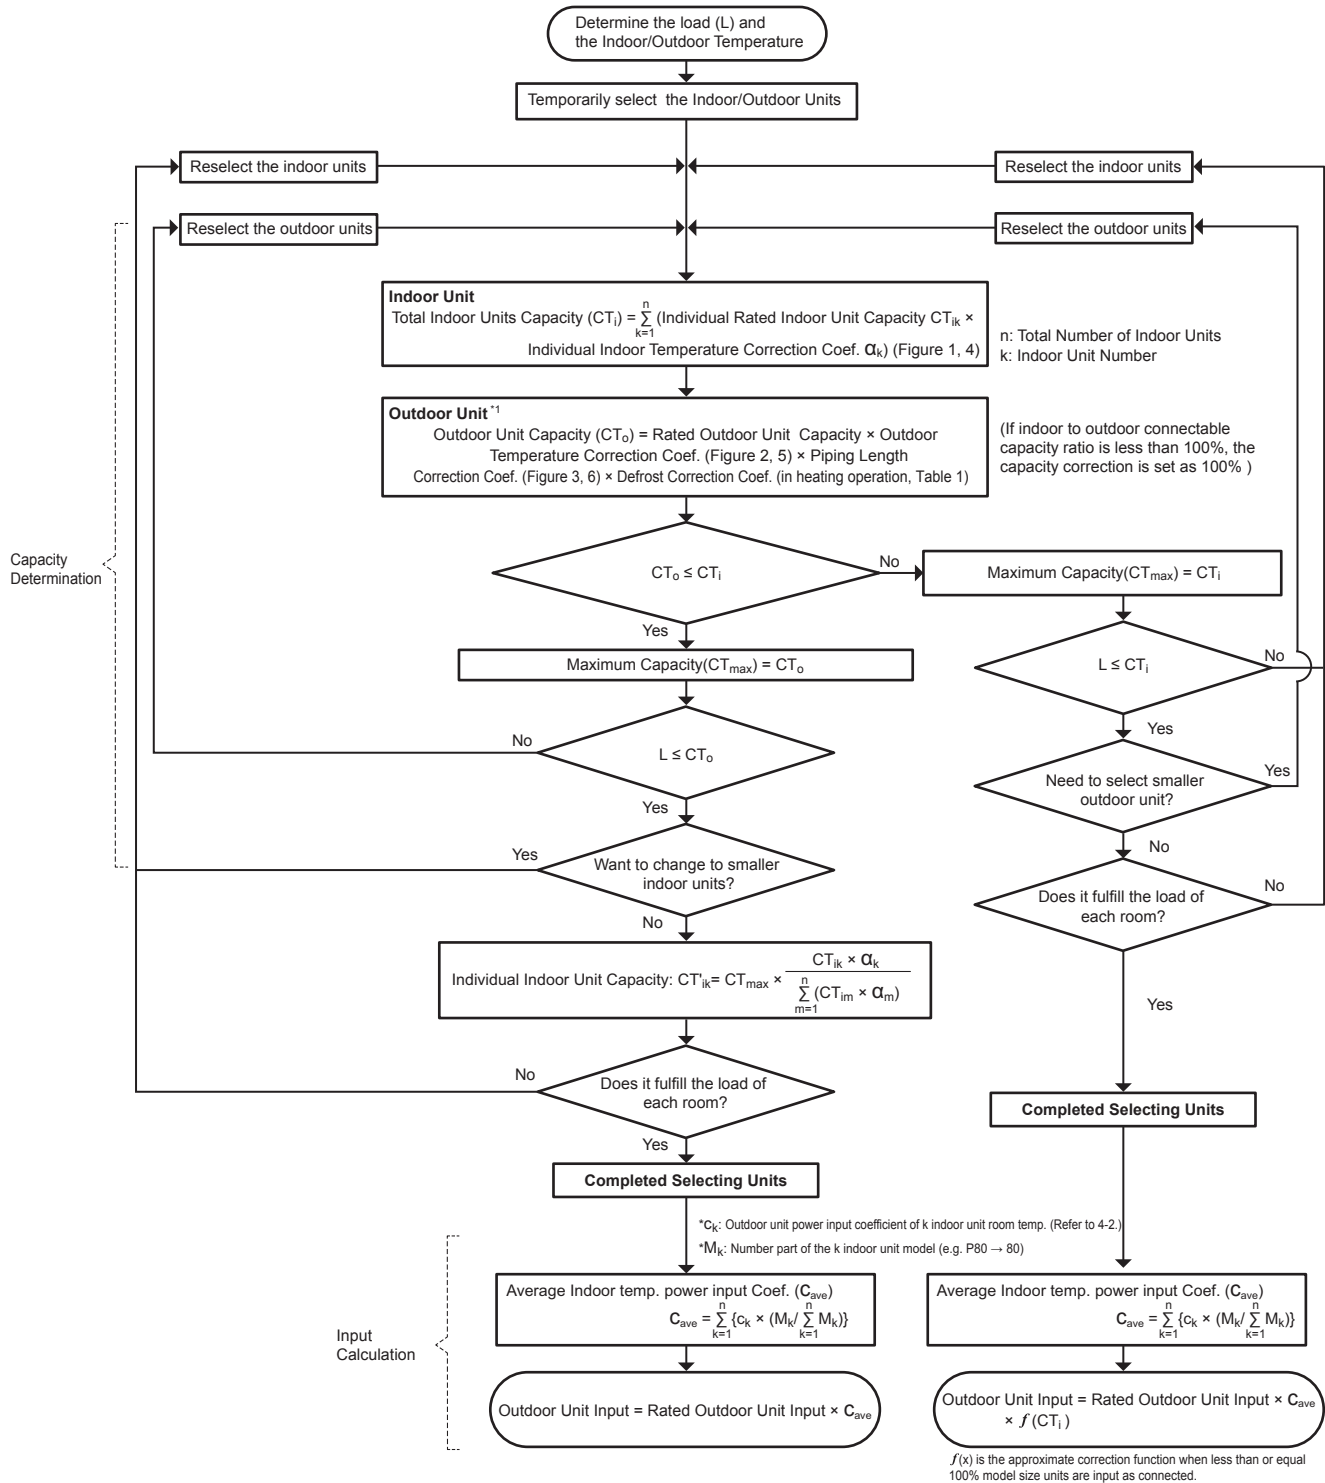 Determine the load (L) and
the Indoor/Outdoor Temperature
Temporarily select the Indoor/Outdoor Units
Reselect the indoor units
Reselect the indoor units
Reselect the outdoor units
Reselect the outdoor units
Indoor Unit
Total Indoor Units Capacity (CTi) = n∑k=1 (Individual Rated Indoor Unit Capacity CTik ×
Individual Indoor Temperature Correction Coef. αk) (Figure 1, 4)
n: Total Number of Indoor Units
k: Indoor Unit Number
Outdoor Unit *1
Outdoor Unit Capacity (CTo) = Rated Outdoor Unit Capacity × Outdoor
Temperature Correction Coef. (Figure 2, 5) × Piping Length
Correction Coef. (Figure 3, 6) × Defrost Correction Coef. (in heating operation, Table 1)
(If indoor to outdoor connectable
capacity ratio is less than 100%, the
capacity correction is set as 100% )
Capacity
Determination
CTo ≤ CTi
No
Maximum Capacity(CTmax) = CTi
Yes
Maximum Capacity(CTmax) = CTo
L ≤ CTi
No
Yes
No
L ≤ CTo
Yes
Need to select smaller
outdoor unit?
Yes
No
Yes
Want to change to smaller
indoor units?
No
Does it fulfill the load of
each room?
No
Yes
Individual Indoor Unit Capacity: CT'ik= CTmax ×
CTik × αk
n∑m=1 (CTim × αm)
No
Does it fulfill the load of
each room?
Yes
Completed Selecting Units
Completed Selecting Units
*ck: Outdoor unit power input coefficient of k indoor unit room temp. (Refer to 4-2.)
*Mk: Number part of the k indoor unit model (e.g. P80 → 80)
Input
Calculation
Average Indoor temp. power input Coef. (Cave)
Cave = n∑k=1 {ck × (Mk/ n∑k=1 Mk)}
Average Indoor temp. power input Coef. (Cave)
Cave = n∑k=1 {ck × (Mk/ n∑k=1 Mk)}
Outdoor Unit Input = Rated Outdoor Unit Input × Cave
Outdoor Unit Input = Rated Outdoor Unit Input × Cave
× f (CTi )
f(x) is the approximate correction function when less than or equal
100% model size units are input as connected.